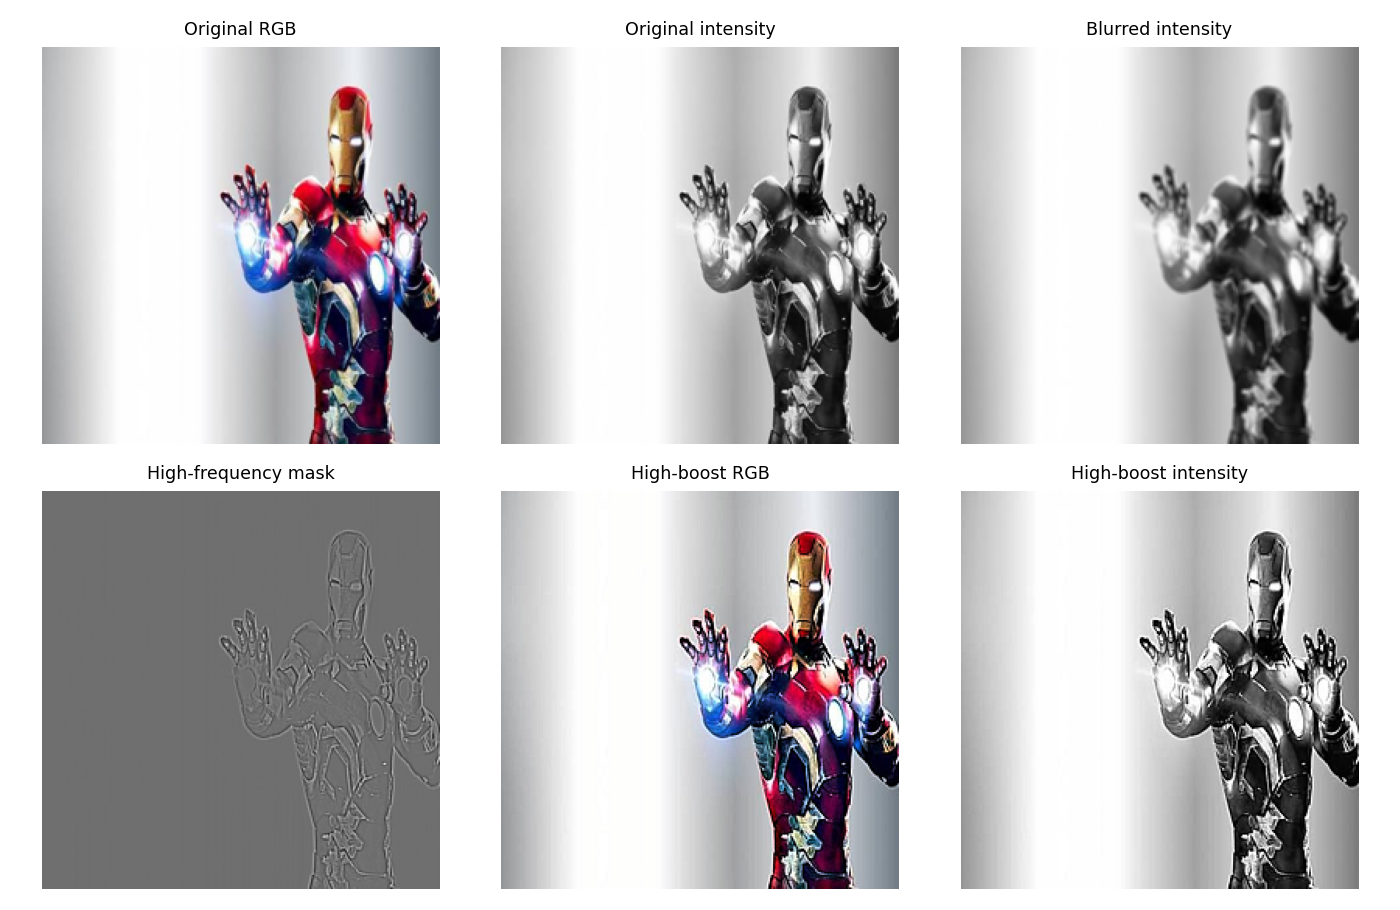 Original RGB
Original intensity
Blurred intensity
High-frequency mask
High-boost RGB
High-boost intensity